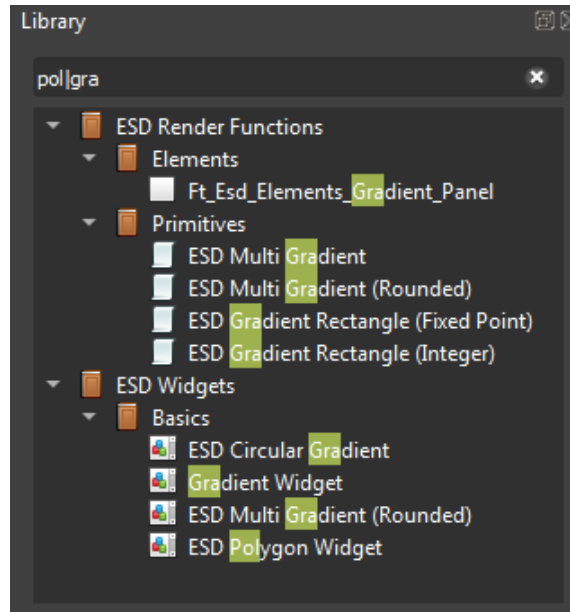 Library
pol|gra
ESD Render Functions
Elements
Ft_Esd_Elements_Gradient_Panel
Primitives
ESD Multi Gradient
ESD Multi Gradient (Rounded)
ESD Gradient Rectangle (Fixed Point)
ESD Gradient Rectangle (Integer)
ESD Widgets
Basics
ESD Circular Gradient
Gradient Widget
ESD Multi Gradient (Rounded)
ESD Polygon Widget